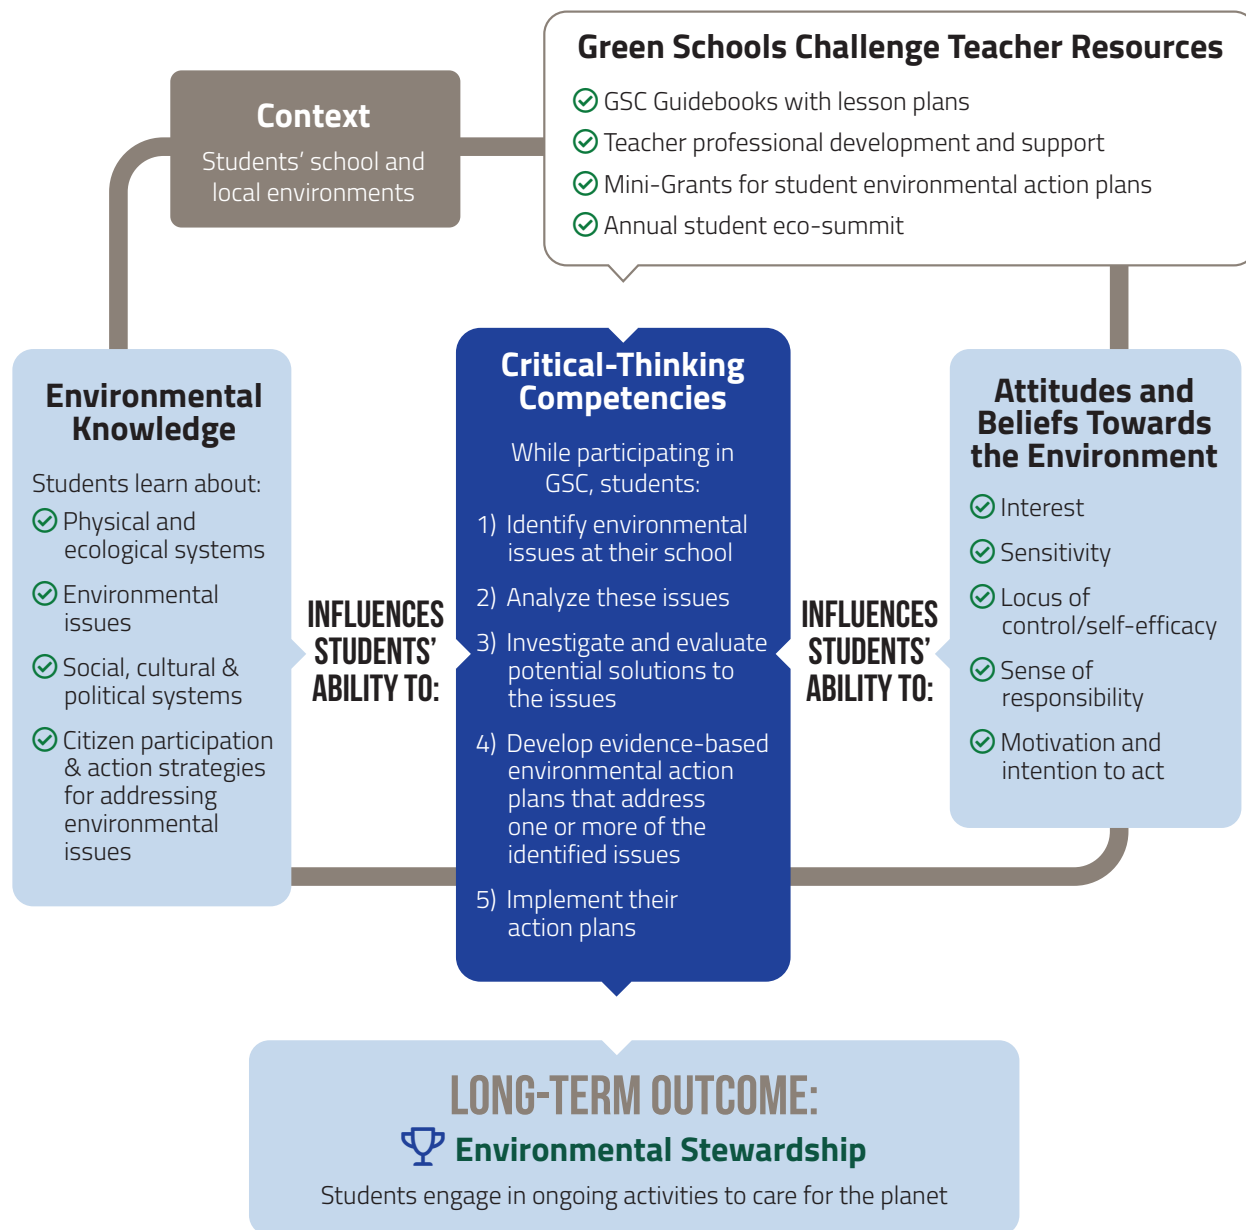 Green Schools Challenge Teacher Resources
GSC Guidebooks with lesson plans
Teacher professional development and support
Mini-Grants for student environmental action plans
Annual student eco-summit
Context
Students’ school and
local environments
Environmental
Knowledge
Students learn about:
Physical and
ecological systems
Environmental
issues
Social, cultural &
political systems
Citizen participation
& action strategies
for addressing
environmental
issues
INFLUENCES
STUDENTS’
ABILITY TO:
Critical-Thinking
Competencies
While participating in
GSC, students:
1) Identify environmental
issues at their school
2) Analyze these issues
3) Investigate and evaluate
potential solutions to
the issues
4) Develop evidence-based
environmental action
plans that address
one or more of the
identified issues
5) Implement their
action plans
INFLUENCES
STUDENTS’
ABILITY TO:
Attitudes and
Beliefs Towards
the Environment
Interest
Sensitivity
Locus of
control/self-efficacy
Sense of
responsibility
Motivation and
intention to act
LONG-TERM OUTCOME:
Environmental Stewardship
Students engage in ongoing activities to care for the planet